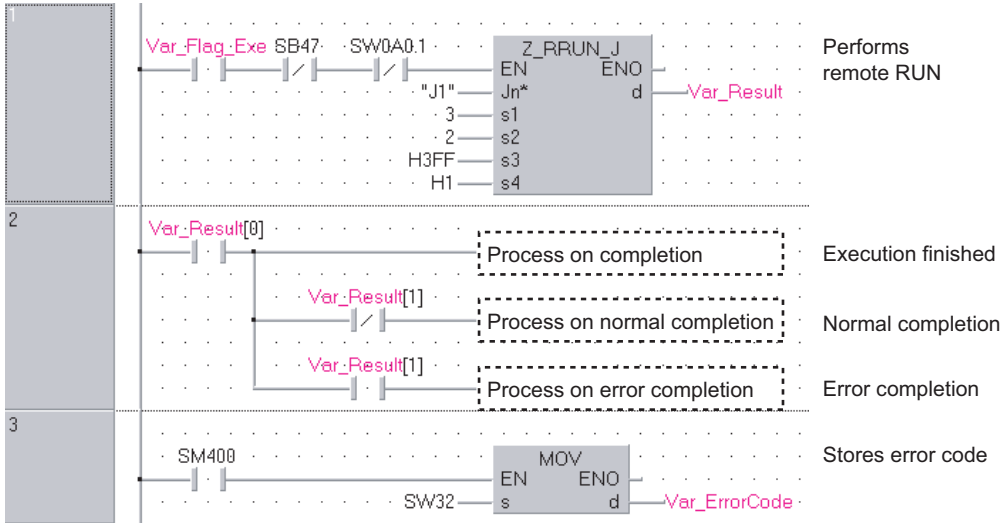 1
Var_Flag_Exe SB47 SW0A0.1 Z_RRUN_J Performs
EN ENO remote RUN
"J1" Jn* d Var_Result
3 s1
2 s2
H3FF s3
H1 s4
2
Var_Result[0]
Process on completion Execution finished
Var_Result[1]
Process on normal completion Normal completion
Var_Result[1]
Process on error completion Error completion
3
SM400 MOV Stores error code
EN ENO
SW32 s d Var_ErrorCode